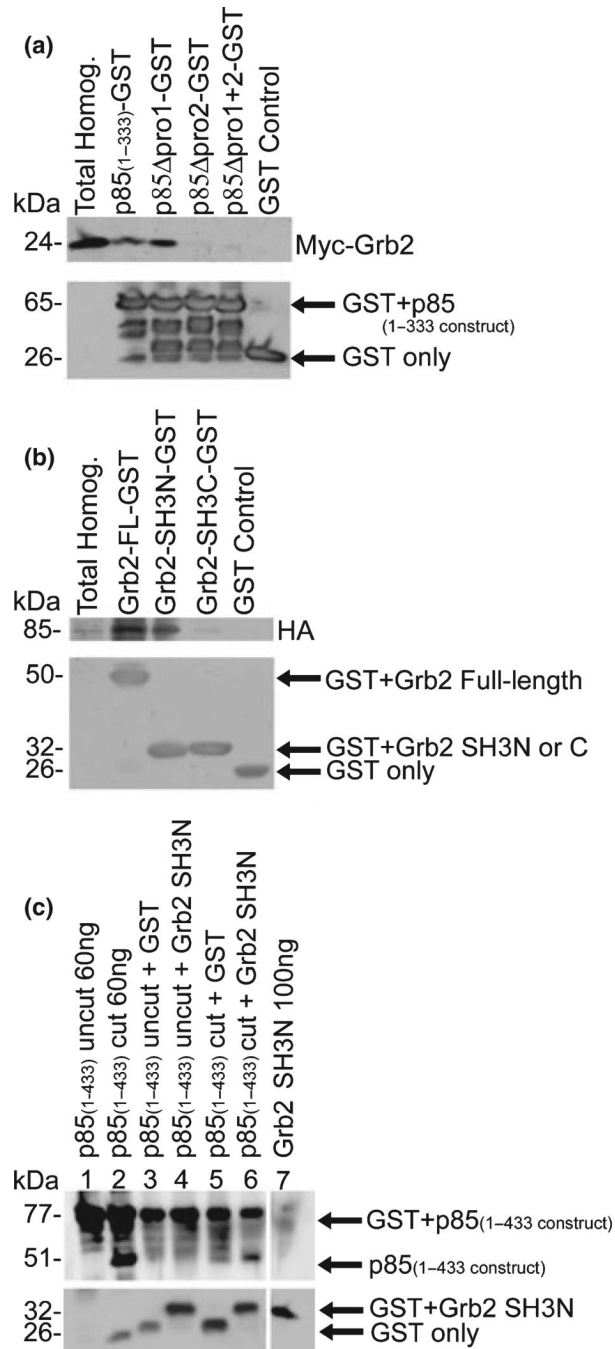 (a)
Total Homog.
p85(1–333)-GST
p85Δpro1-GST
p85Δpro2-GST
p85Δpro1+2-GST
GST Control
kDa
24-
Myc-Grb2
65-
GST+p85
(1–333 construct)
26-
GST only
(b)
Total Homog.
Grb2-FL-GST
Grb2-SH3N-GST
Grb2-SH3C-GST
GST Control
kDa
85-
HA
50-
GST+Grb2 Full-length
32-
GST+Grb2 SH3N or C
26-
GST only
(c)
p85(1–433) uncut 60ng
p85(1–433) cut 60ng
p85(1–433) uncut + GST
p85(1–433) uncut + Grb2 SH3N
p85(1–433) cut + GST
p85(1–433) cut + Grb2 SH3N
Grb2 SH3N 100ng
kDa 1 2 3 4 5 6 7
77-
GST+p85(1–433 construct)
51-
p85(1–433 construct)
32-
GST+Grb2 SH3N
26-
GST only